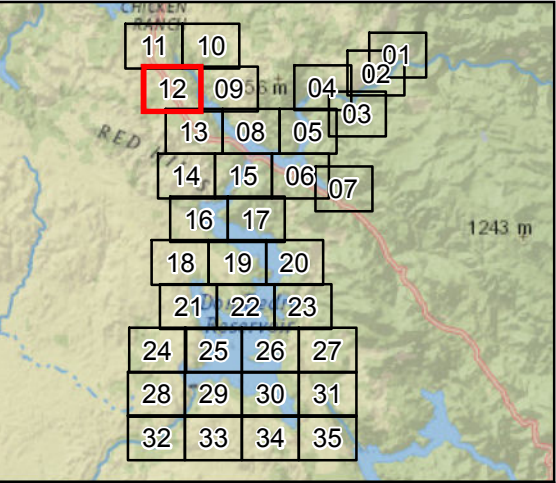 CHICKEN
RANCH
11 10 01
02
12 09 m 04
03
RED
13 08 05
14 15 06
07
16 17
1243 m
18 19 20
21 22 23
Reservoir
24 25 26 27
28 29 30 31
32 33 34 35